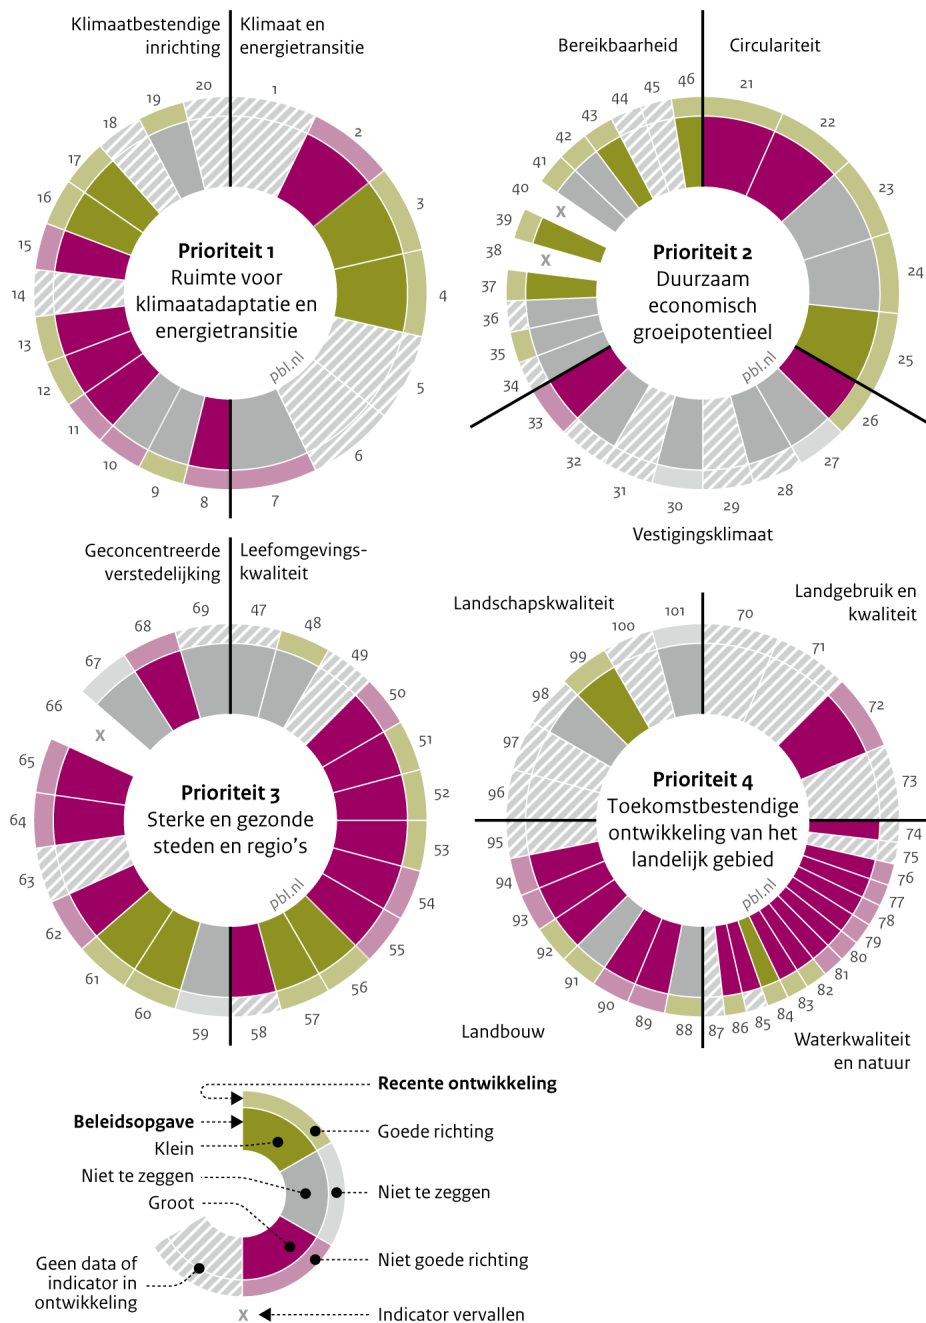 Klimaatbestendige
inrichting
Klimaat en
energietransitie
20
1
19
2
18
17
3
16
15
4
14
13
5
12
11
6
10
9
8
7
Prioriteit 1
Ruimte voor
klimaatadaptatie en
energietransitie
pbl.nl
Bereikbaarheid
Circulariteit
46
21
45
44
22
43
42
41
23
40
39
38
24
37
36
35
25
34
26
33
27
32
28
31
30
29
Prioriteit 2
Duurzaam
economisch
groeipotentieel
pbl.nl
x
x
Vestigingsklimaat
Geconcentreerde
verstedelijking
Leefomgevings-
kwaliteit
69
47
68
48
67
49
66
50
x
51
65
52
64
53
63
54
62
55
61
56
60
57
59
58
Prioriteit 3
Sterke en gezonde
steden en regio's
pbl.nl
Landschapskwaliteit
Landgebruik en
kwaliteit
101
70
100
71
99
72
98
97
73
96
74
95
75
94
76
93
77
78
92
79
91
80
90
81
89
82
88
83
87
84
86
85
Prioriteit 4
Toekomstbestendige
ontwikkeling van het
landelijk gebied
pbl.nl
Landbouw
Waterkwaliteit
en natuur
Recente ontwikkeling
Beleidsopgave
Goede richting
Klein
Niet te zeggen
Niet te zeggen
Groot
Niet goede richting
Geen data of
indicator in
ontwikkeling
x
Indicator vervallen